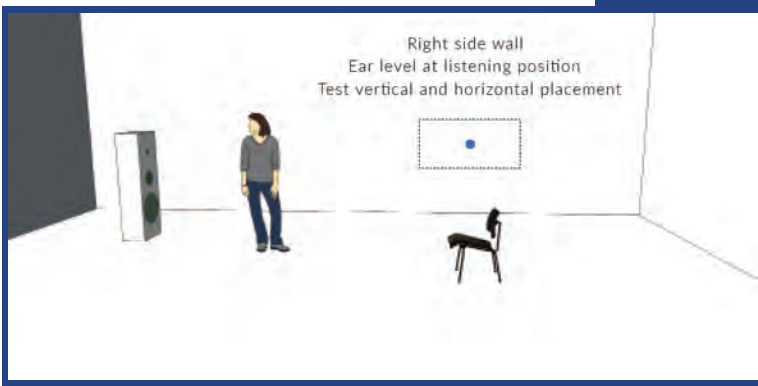 Right side wall
Ear level at listening position
Test vertical and horizontal placement